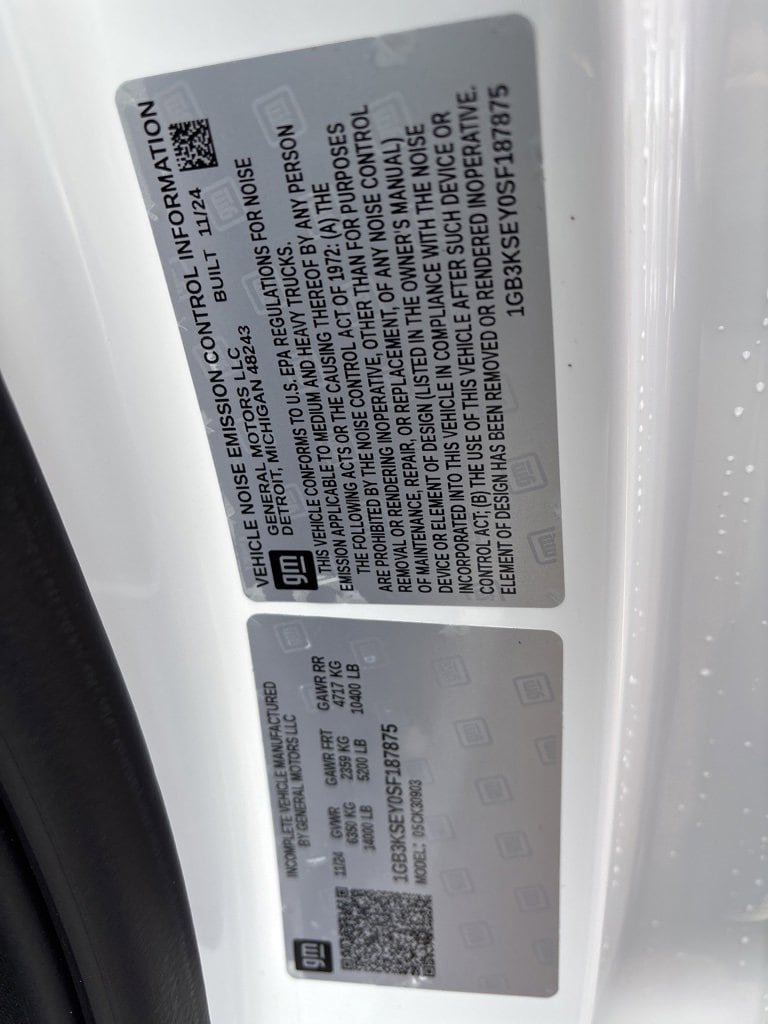 VEHICLE NOISE EMISSION CONTROL INFORMATION
GENERAL MOTORS LLC BUILT 11/24
DETROIT, MICHIGAN 48243
gm
THIS VEHICLE CONFORMS TO U.S. EPA REGULATIONS FOR NOISE
EMISSION APPLICABLE TO MEDIUM AND HEAVY TRUCKS.
THE FOLLOWING ACTS OR THE CAUSING THEREOF BY ANY PERSON
ARE PROHIBITED BY THE NOISE CONTROL ACT OF 1972: (A) THE
REMOVAL OR RENDERING INOPERATIVE, OTHER THAN FOR PURPOSES
OF MAINTENANCE, REPAIR, OR REPLACEMENT, OF ANY NOISE CONTROL
DEVICE OR ELEMENT OF DESIGN (LISTED IN THE OWNER'S MANUAL)
INCORPORATED INTO THIS VEHICLE IN COMPLIANCE WITH THE NOISE
CONTROL ACT; (B) THE USE OF THIS VEHICLE AFTER SUCH DEVICE OR
ELEMENT OF DESIGN HAS BEEN REMOVED OR RENDERED INOPERATIVE.
1GB3KSEY0SF187875
gm
INCOMPLETE VEHICLE MANUFACTURED
BY GENERAL MOTORS LLC
11/24 GVWR GAWR FRT GAWR RR
6350 KG 2359 KG 4717 KG
14000 LB 5200 LB 10400 LB
1GB3KSEY0SF187875
MODEL: 05CK30903